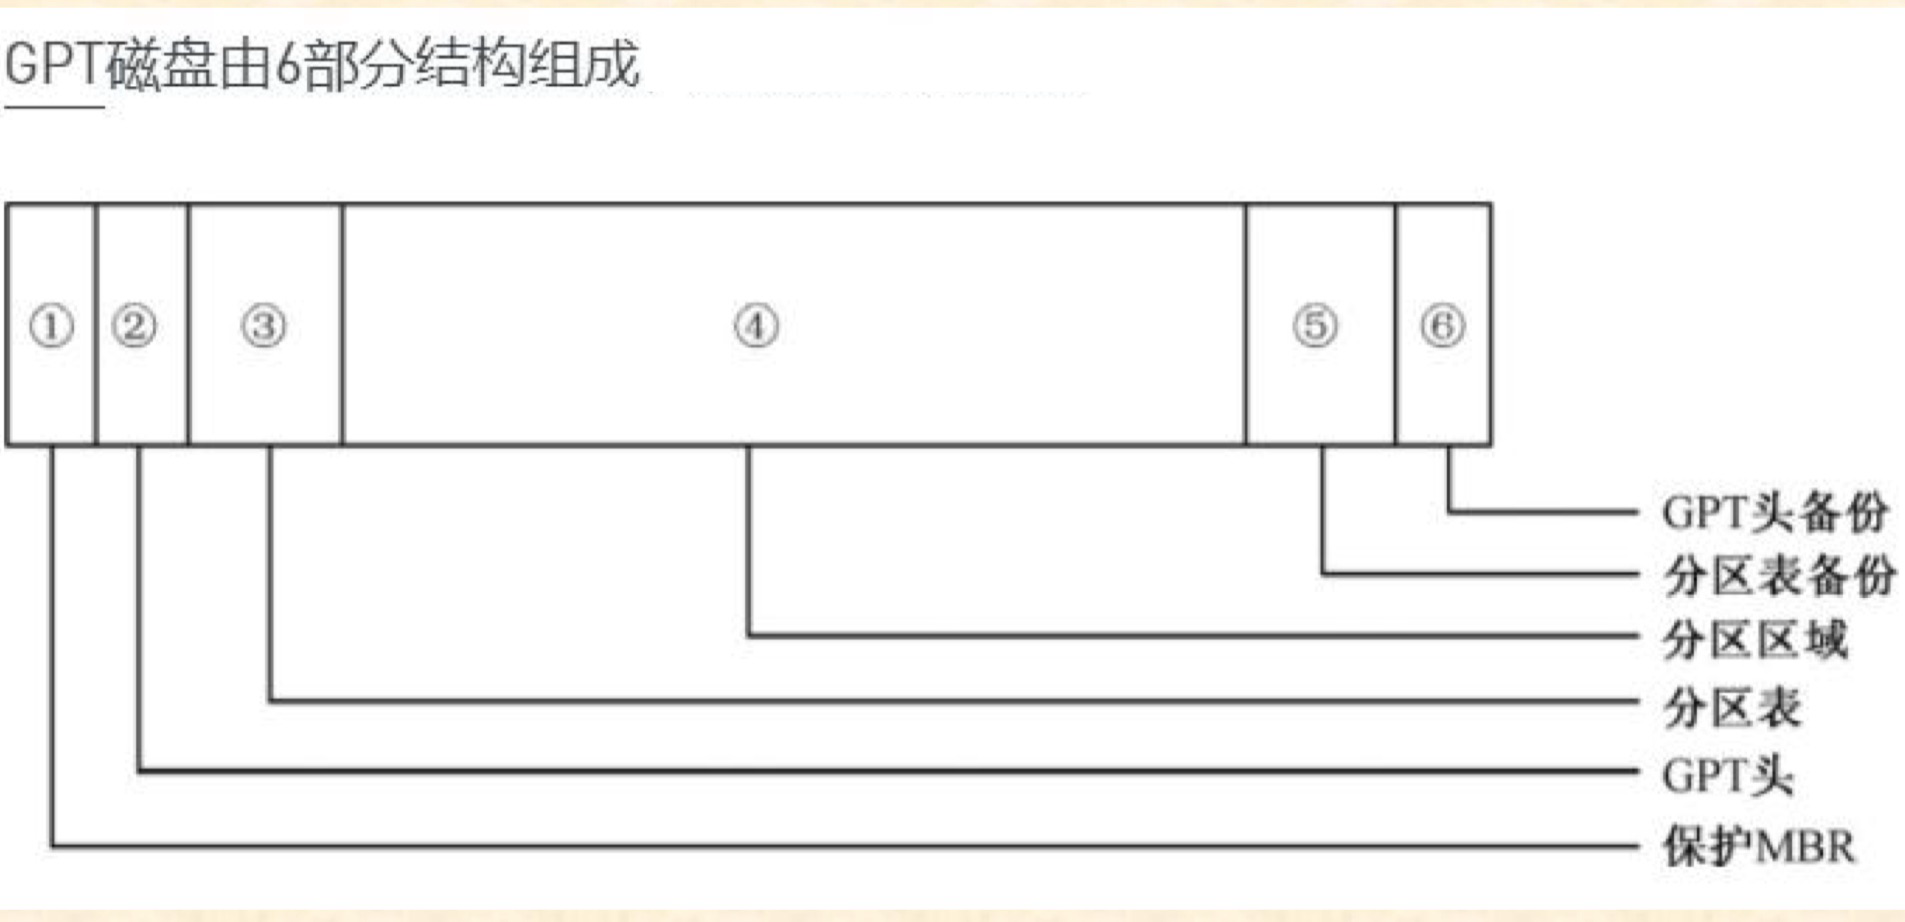 GPT磁盘由6部分结构组成
① ② ③ ④ ⑤ ⑥
GPT头备份
分区表备份
分区区域
分区表
GPT头
保护MBR